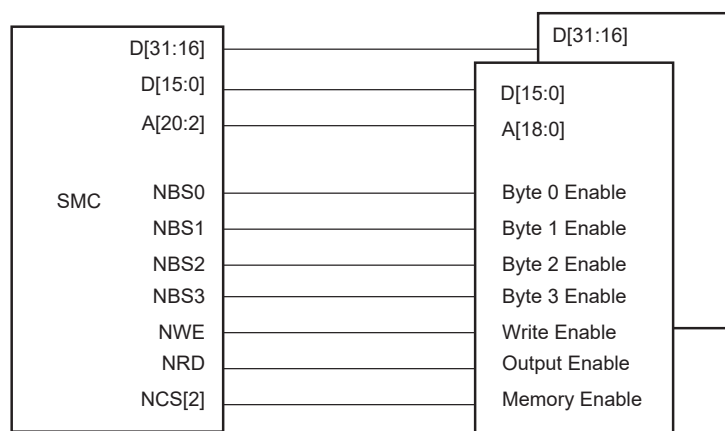 D[31:16] D[31:16]
D[15:0] D[15:0]
A[20:2] A[18:0]
SMC
NBS0 Byte 0 Enable
NBS1 Byte 1 Enable
NBS2 Byte 2 Enable
NBS3 Byte 3 Enable
NWE Write Enable
NRD Output Enable
NCS[2] Memory Enable